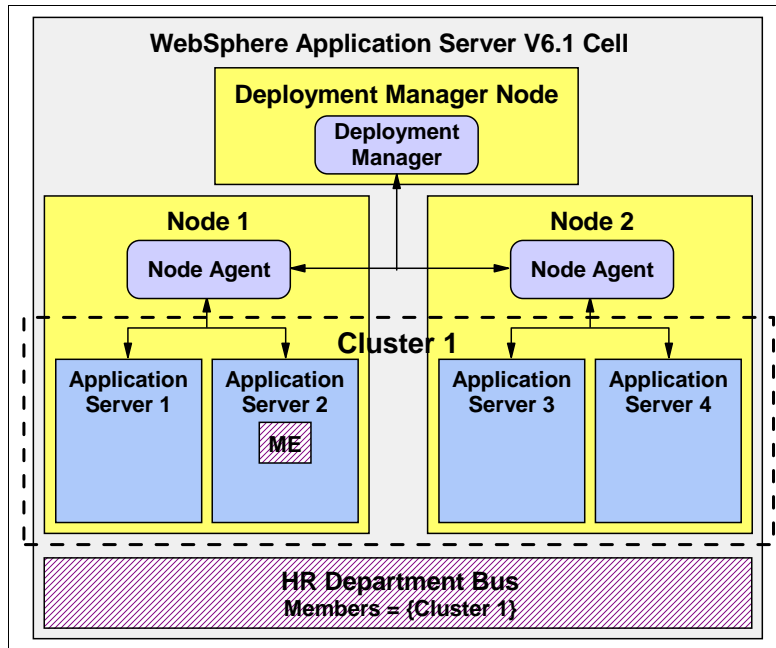 WebSphere Application Server V6.1 Cell
Deployment Manager Node
Deployment
Manager
Node 1
Node Agent
Node 2
Node Agent
Cluster 1
Application
Server 1
Application
Server 2
ME
Application
Server 3
Application
Server 4
HR Department Bus
Members = {Cluster 1}